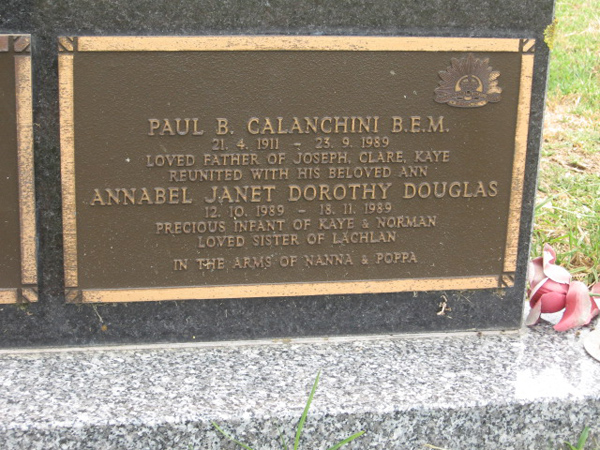 PAUL B. CALANCHINI B.E.M.
21. 4. 1911 - 23. 9. 1989
LOVED FATHER OF JOSEPH, CLARE, KAYE
REUNITED WITH HIS BELOVED ANN
ANNABEL JANET DOROTHY DOUGLAS
12. 10. 1989 - 18. 11. 1989
PRECIOUS INFANT OF KAYE & NORMAN
LOVED SISTER OF LACHLAN
IN THE ARMS OF NANNA & POPPA